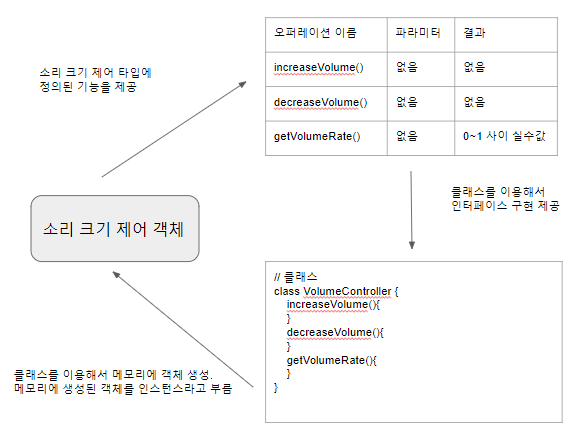 오퍼레이션 이름 파라미터 결과
increaseVolume() 없음 없음
decreaseVolume() 없음 없음
getVolumeRate() 없음 0~1 사이 실수값
소리 크기 제어 타입에
정의된 기능을 제공
클래스를 이용해서
인터페이스 구현 제공
소리 크기 제어 객체
// 클래스
class VolumeController {
increaseVolume(){
}
decreaseVolume(){
}
getVolumeRate(){
}
}
클래스를 이용해서 메모리에 객체 생성.
메모리에 생성된 객체를 인스턴스라고 부름